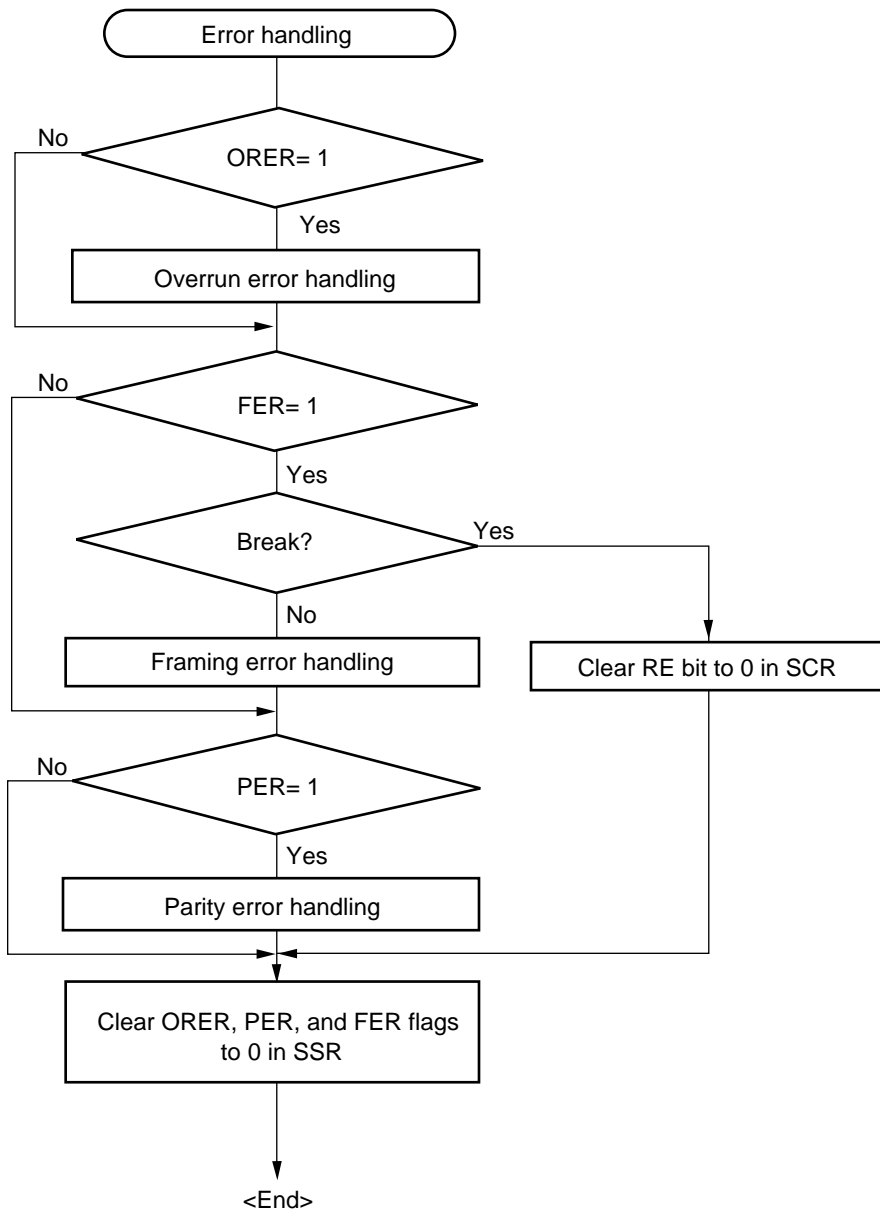 Error handling
No
ORER= 1
Yes
Overrun error handling
No
FER= 1
Yes
Break?
Yes
No
Framing error handling
Clear RE bit to 0 in SCR
No
PER= 1
Yes
Parity error handling
Clear ORER, PER, and FER flags
to 0 in SSR
<End>